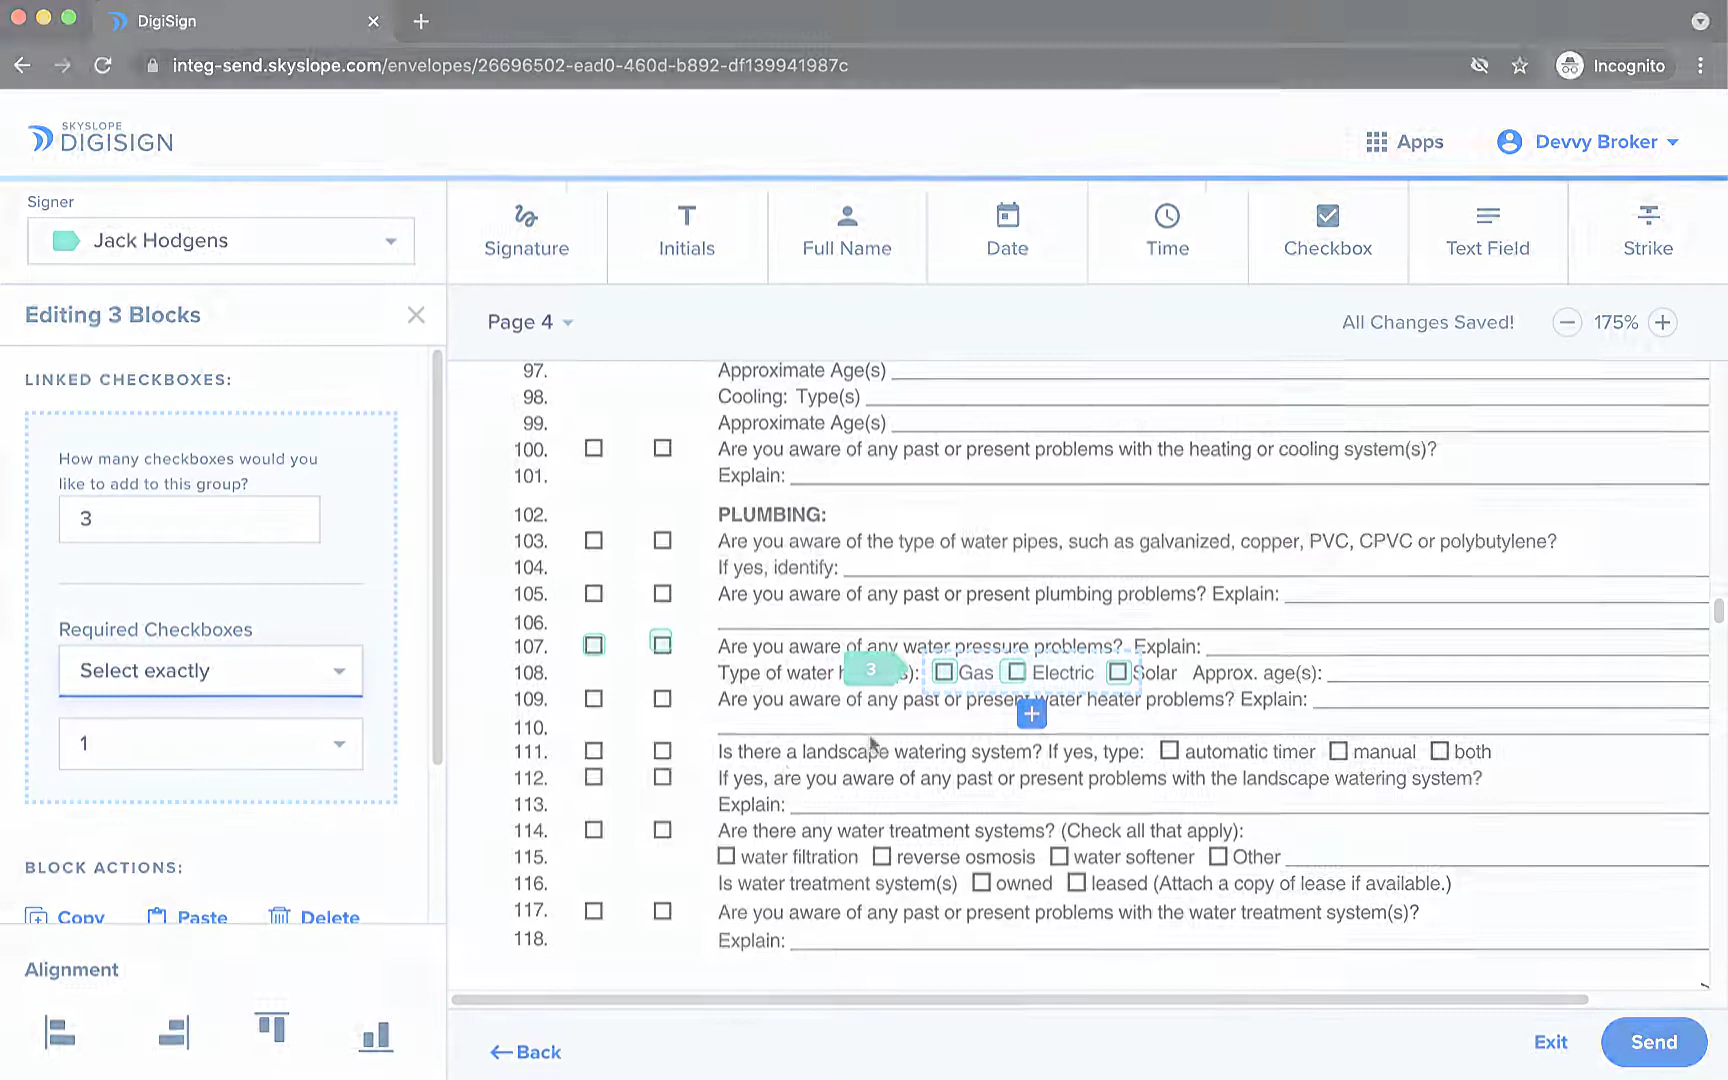 DigiSign
integ-send.skyslope.com/envelopes/26696502-ead0-460d-b892-df139941987c
Incognito
SKYSLOPE
DIGISIGN
Apps
Devvy Broker
Signer
Jack Hodgens
Signature
Initials
Full Name
Date
Time
Checkbox
Text Field
Strike
Editing 3 Blocks
Page 4
All Changes Saved!
175%
LINKED CHECKBOXES:
How many checkboxes would you
like to add to this group?
3
Required Checkboxes
Select exactly
1
BLOCK ACTIONS:
Copy
Paste
Delete
Alignment
97. Approximate Age(s)
98. Cooling: Type(s)
99. Approximate Age(s)
100. Are you aware of any past or present problems with the heating or cooling system(s)?
101. Explain:
102. PLUMBING:
103. Are you aware of the type of water pipes, such as galvanized, copper, PVC, CPVC or polybutylene?
104. If yes, identify:
105. Are you aware of any past or present plumbing problems? Explain:
106.
107. Are you aware of any water pressure problems? Explain:
108. Type of water 3 s): Gas Electric Solar Approx. age(s):
109. Are you aware of any past or present water heater problems? Explain:
110.
111. Is there a landscape watering system? If yes, type: automatic timer manual both
112. If yes, are you aware of any past or present problems with the landscape watering system?
113. Explain:
114. Are there any water treatment systems? (Check all that apply):
115. water filtration reverse osmosis water softener Other
116. Is water treatment system(s) owned leased (Attach a copy of lease if available.)
117. Are you aware of any past or present problems with the water treatment system(s)?
118. Explain:
Back
Exit
Send